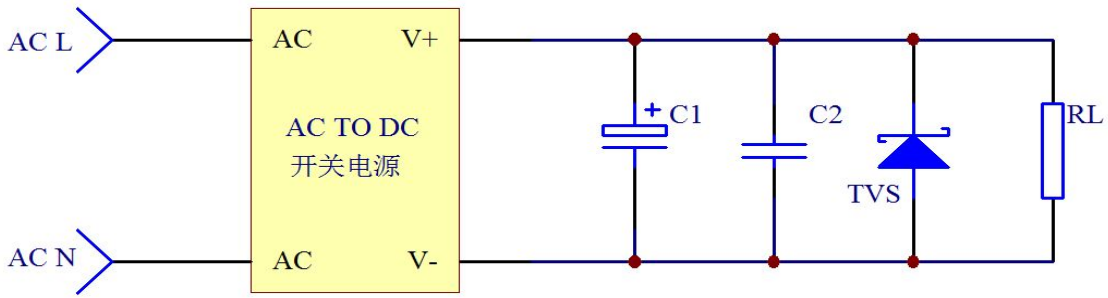 AC L
AC V+
+
C1
C2
RL
AC TO DC
开关电源
TVS
AC N
AC V-